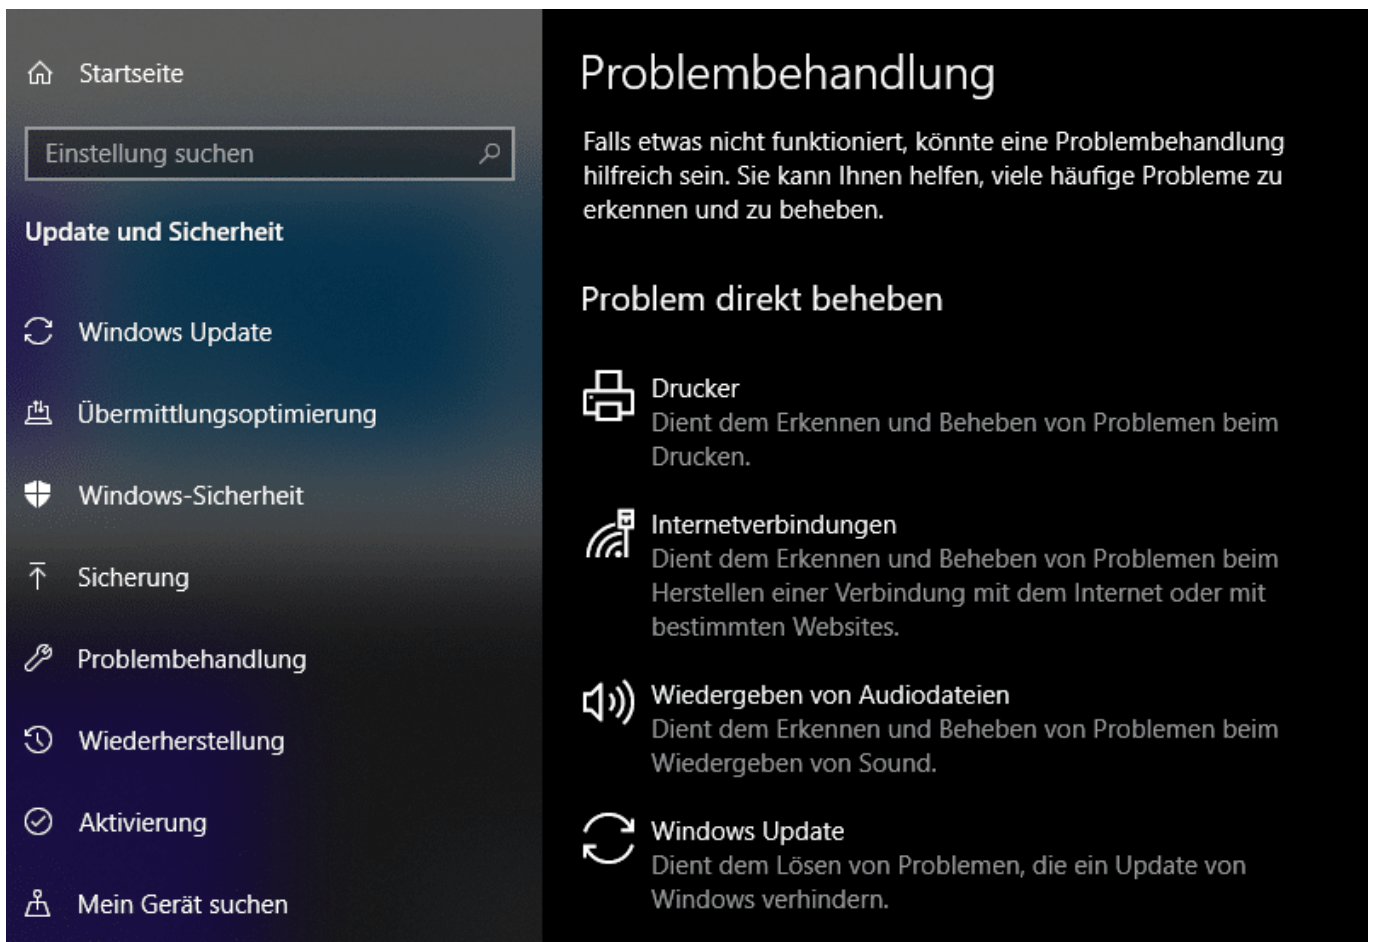 Startseite
Einstellung suchen
Update und Sicherheit
Windows Update
Übermittlungsoptimierung
Windows-Sicherheit
Sicherung
Problembehandlung
Wiederherstellung
Aktivierung
Mein Gerät suchen
Problembehandlung
Falls etwas nicht funktioniert, könnte eine Problembehandlung
hilfreich sein. Sie kann Ihnen helfen, viele häufige Probleme zu
erkennen und zu beheben.
Problem direkt beheben
Drucker
Dient dem Erkennen und Beheben von Problemen beim
Drucken.
Internetverbindungen
Dient dem Erkennen und Beheben von Problemen beim
Herstellen einer Verbindung mit dem Internet oder mit
bestimmten Websites.
Wiedergeben von Audiodateien
Dient dem Erkennen und Beheben von Problemen beim
Wiedergeben von Sound.
Windows Update
Dient dem Lösen von Problemen, die ein Update von
Windows verhindern.